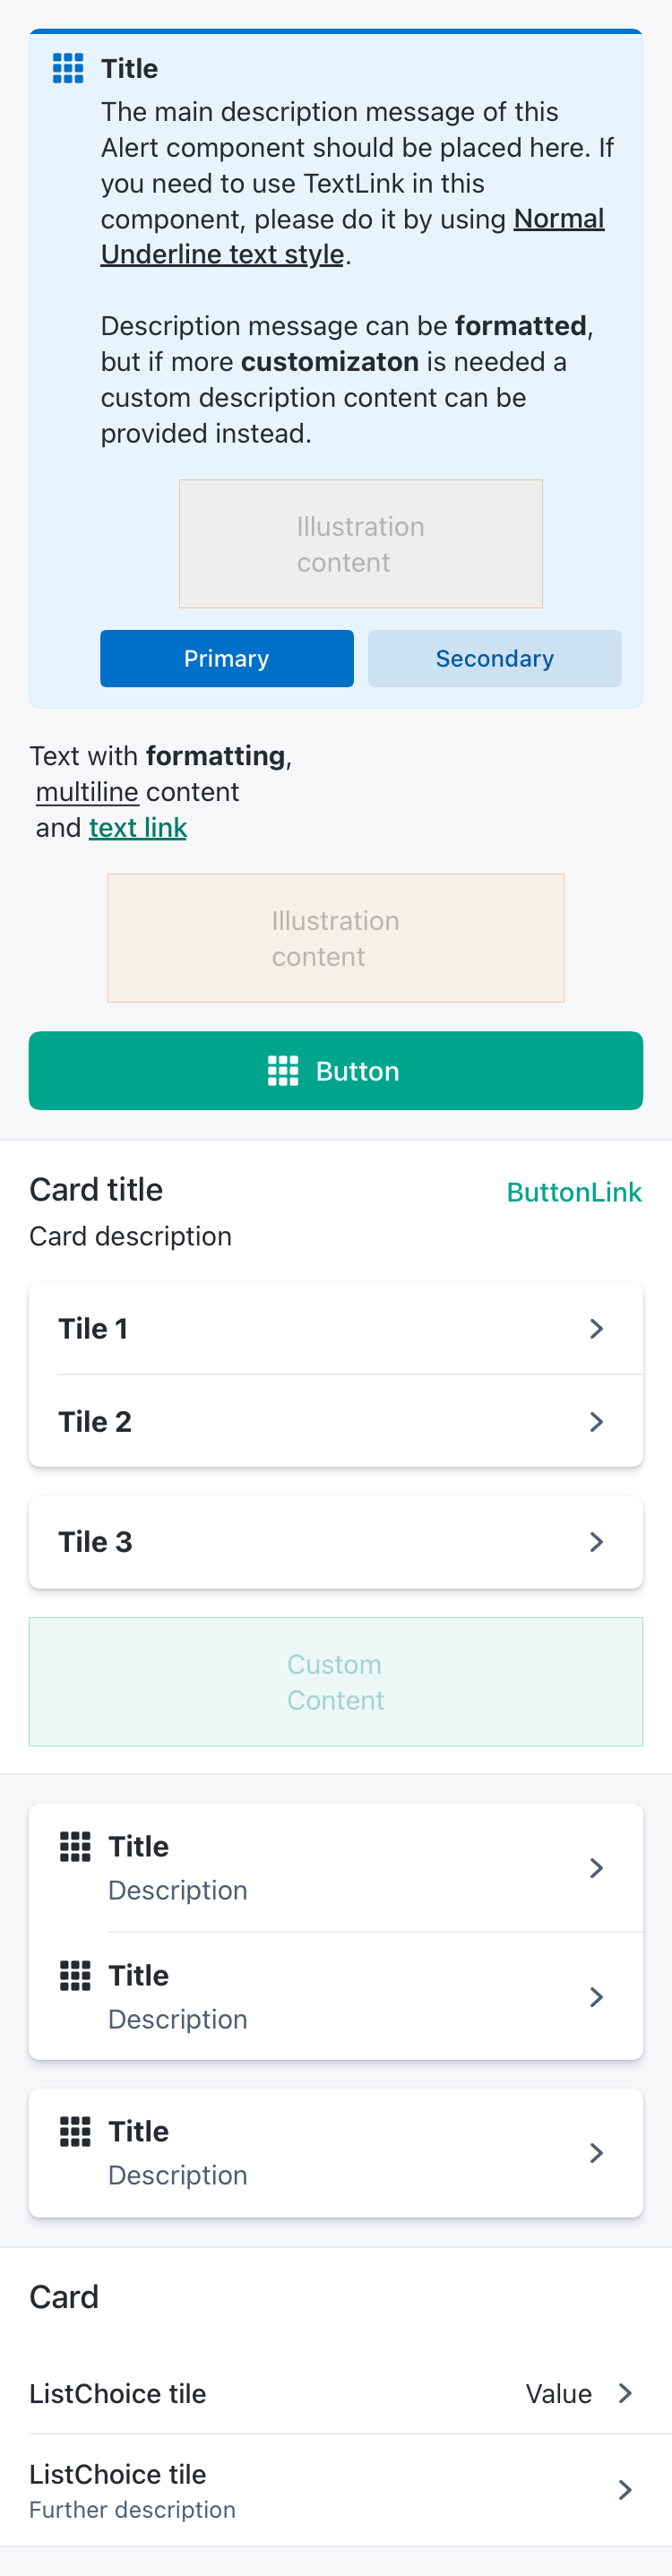 Title
The main description message of this
Alert component should be placed here. If
you need to use TextLink in this
component, please do it by using Normal
Underline text style.
Description message can be formatted,
but if more customizaton is needed a
custom description content can be
provided instead.
Illustration
content
Primary Secondary
Text with formatting,
multiline content
and text link
Illustration
content
Button
Card title ButtonLink
Card description
Tile 1
Tile 2
Tile 3
Custom
Content
Title
Description
Title
Description
Title
Description
Card
ListChoice tile Value
ListChoice tile
Further description